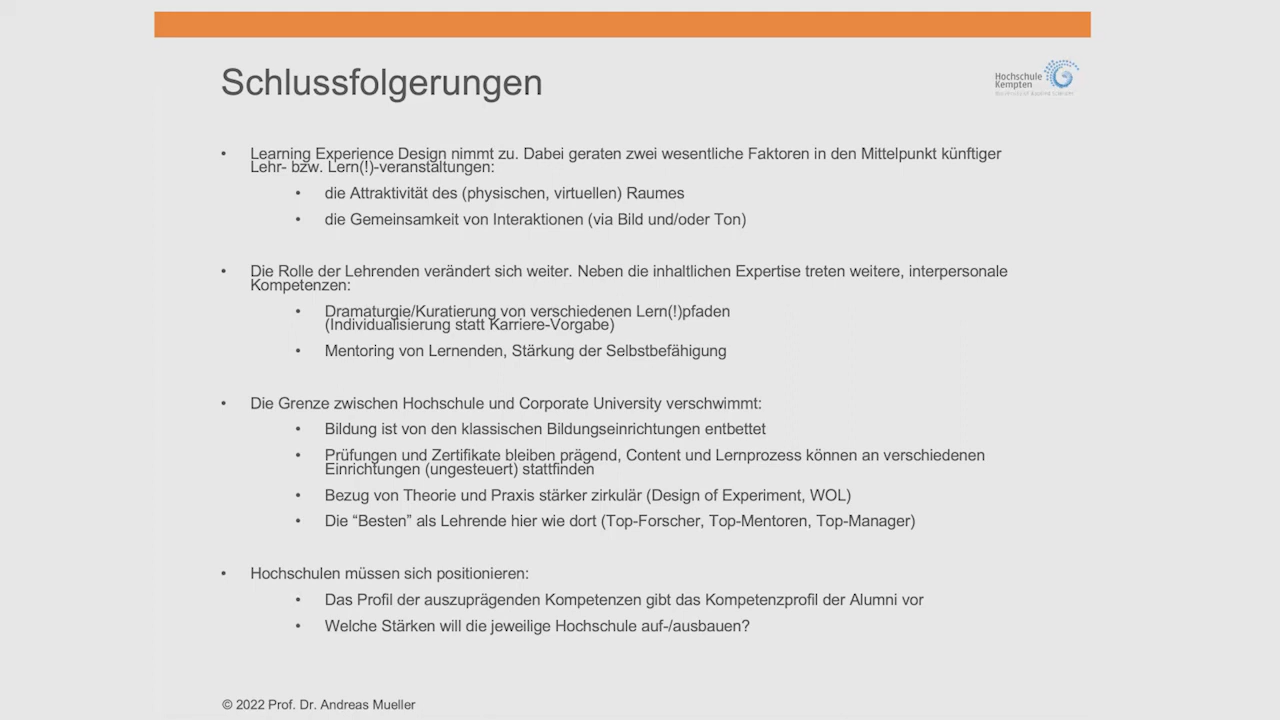 Schlussfolgerungen
Hochschule
Kempten
• Learning Experience Design nimmt zu. Dabei geraten zwei wesentliche Faktoren in den Mittelpunkt künftiger
Lehr- bzw. Lern(!)-veranstaltungen:
• die Attraktivität des (physischen, virtuellen) Raumes
• die Gemeinsamkeit von Interaktionen (via Bild und/oder Ton)
• Die Rolle der Lehrenden verändert sich weiter. Neben die inhaltlichen Expertise treten weitere, interpersonale
Kompetenzen:
• Dramaturgie/Kuratierung von verschiedenen Lern(!)pfaden
(Individualisierung statt Karriere-Vorgabe)
• Mentoring von Lernenden, Stärkung der Selbstbefähigung
• Die Grenze zwischen Hochschule und Corporate University verschwimmt:
• Bildung ist von den klassischen Bildungseinrichtungen entbettet
• Prüfungen und Zertifikate bleiben prägend, Content und Lernprozess können an verschiedenen
Einrichtungen (ungesteuert) stattfinden
• Bezug von Theorie und Praxis stärker zirkulär (Design of Experiment, WOL)
• Die “Besten” als Lehrende hier wie dort (Top-Forscher, Top-Mentoren, Top-Manager)
• Hochschulen müssen sich positionieren:
• Das Profil der auszuprägenden Kompetenzen gibt das Kompetenzprofil der Alumni vor
• Welche Stärken will die jeweilige Hochschule auf-/ausbauen?
© 2022 Prof. Dr. Andreas Mueller